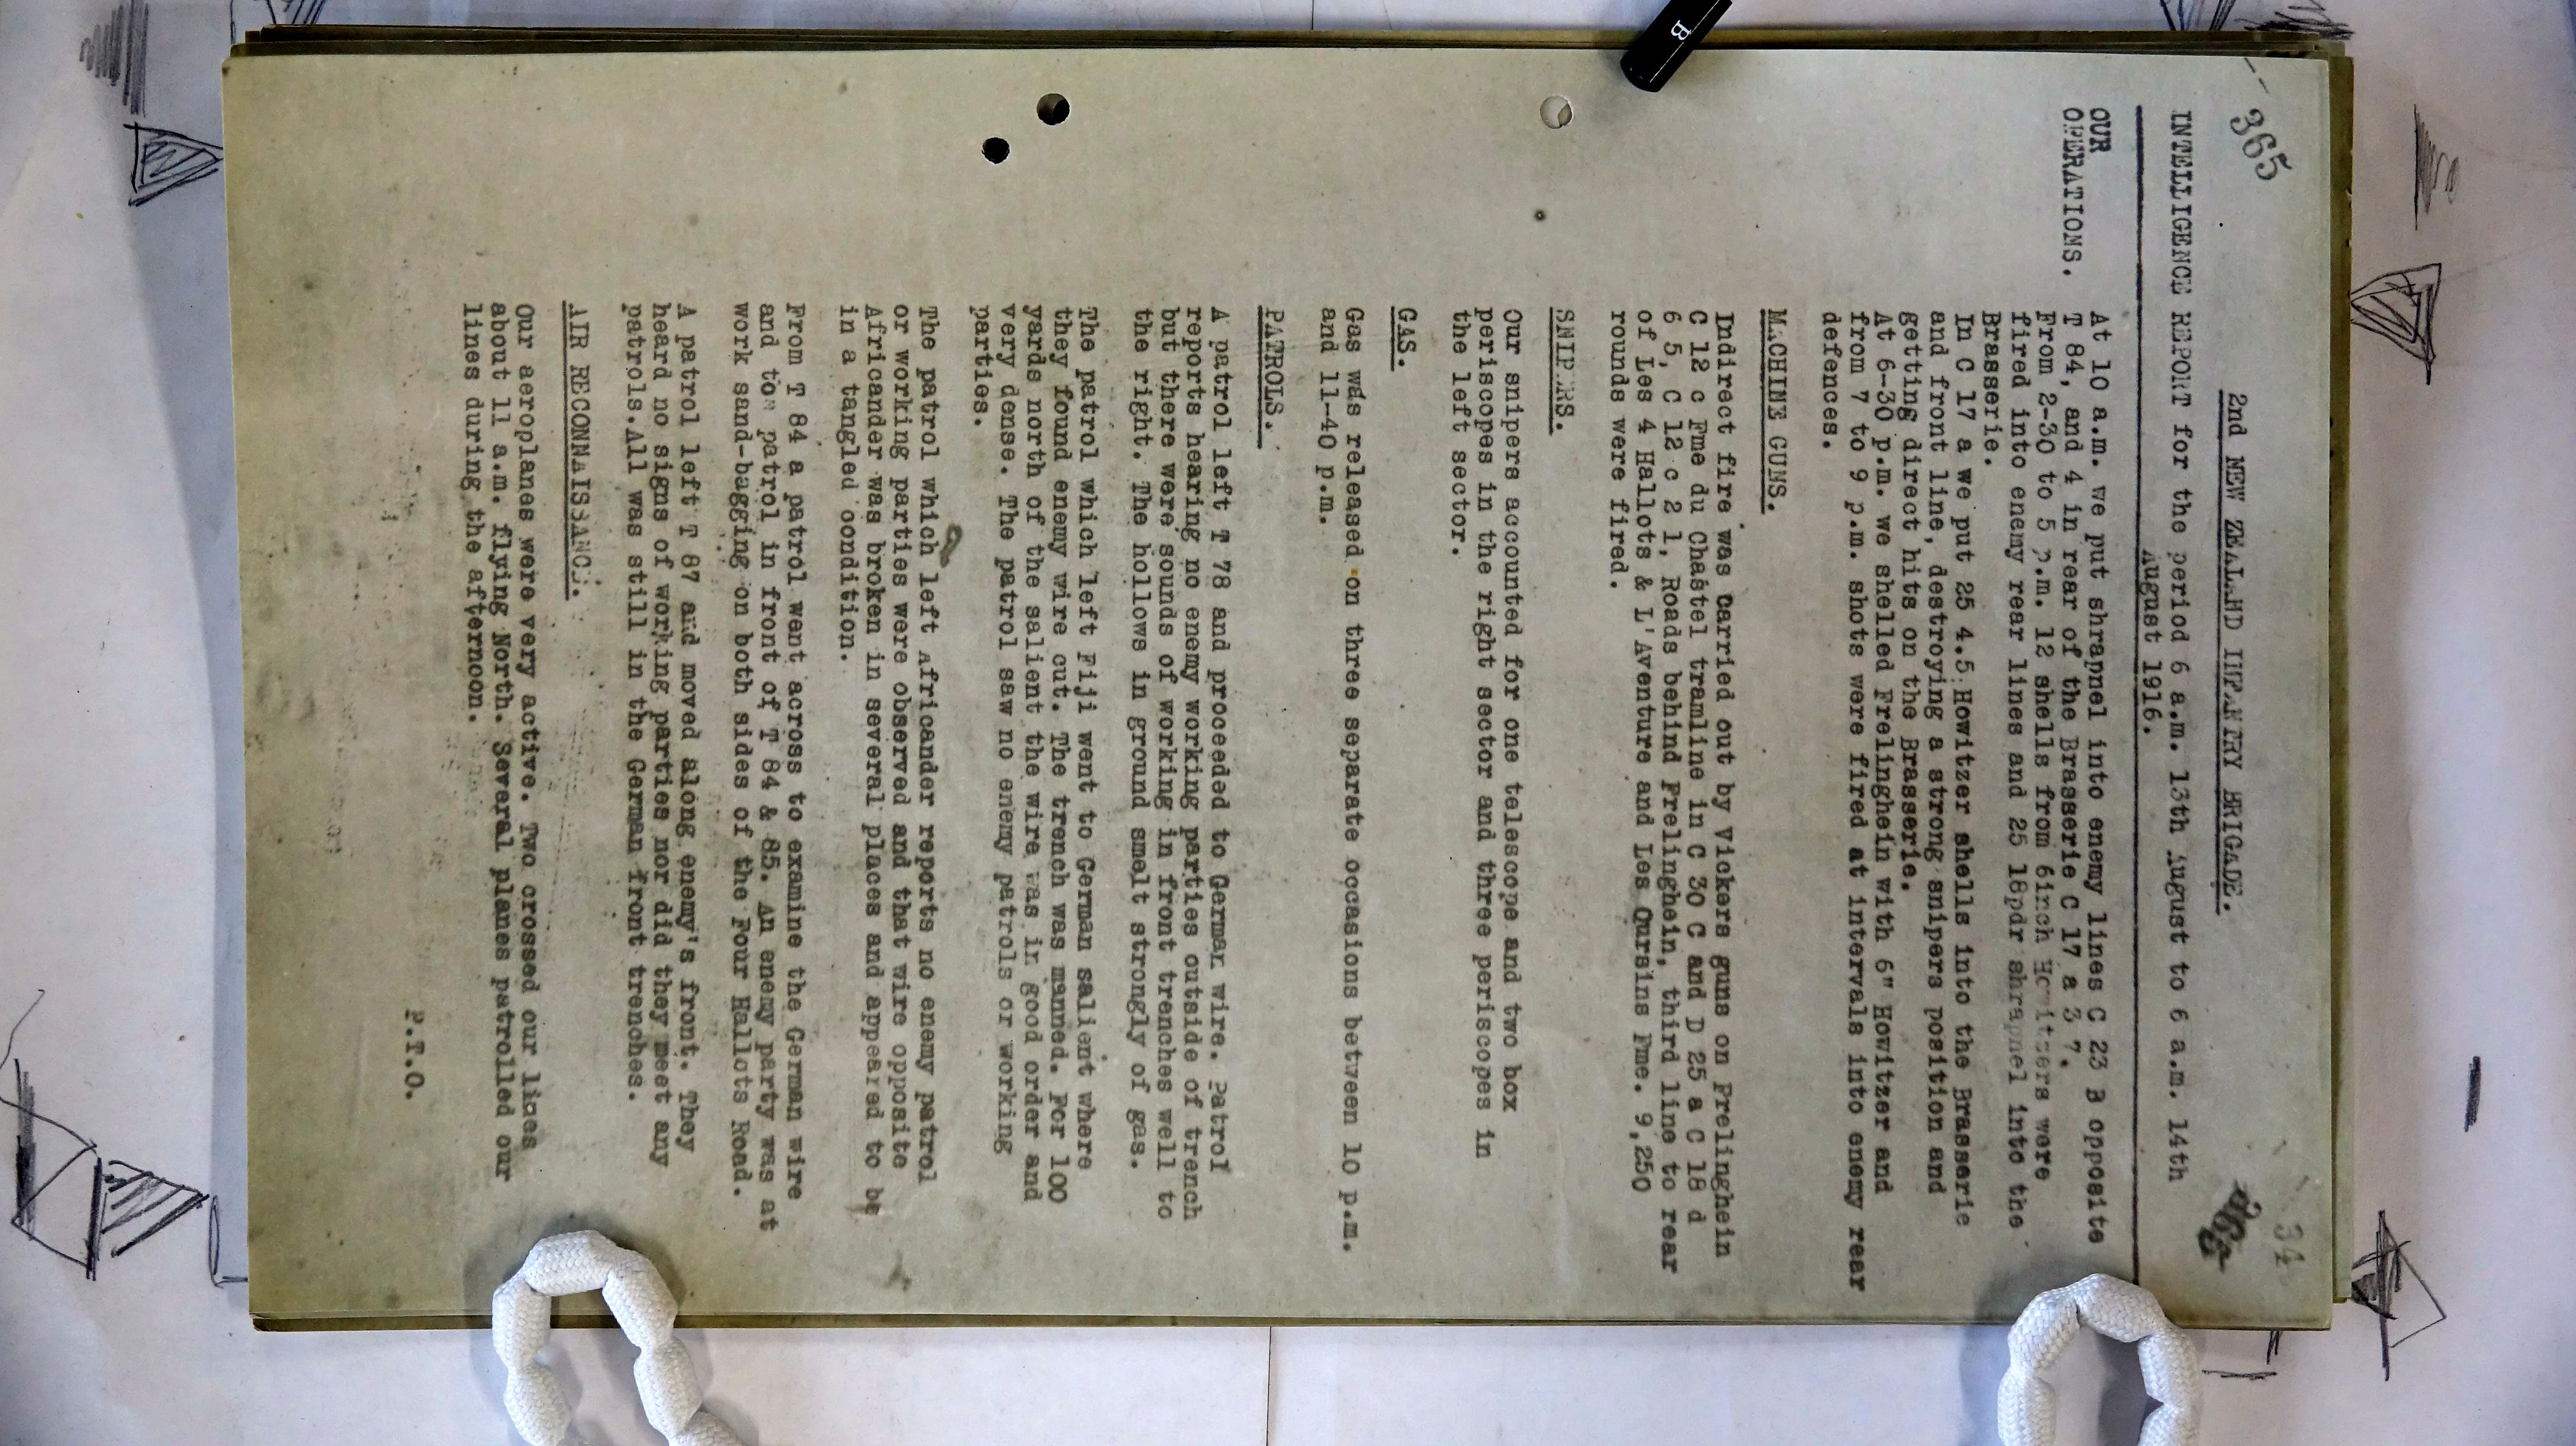 365
34
2nd NEW ZEALAND INFANTRY BRIGADE.
INTELLIGENCE REPORT for the period 6 a.m. 13th August to 6 a.m. 14th
August 1916.
OUR
OPERATIONS.
At 10 a.m. we put shrapnel into enemy lines C 23 B opposite
T 84, and 4 in rear of the Brasserie C 17 a 3 7.
From 2-30 to 5 p.m. 12 shells from 6inch Howitzers were
fired into enemy rear lines and 25 18pdr shrapnel into the
Brasserie.
In C 17 a we put 25 4.5 Howitzer shells into the Brasserie
and front line, destroying a strong snipers position and
getting direct hits on the Brasserie.
At 6-30 p.m. we shelled Frelinghein with 6" Howitzer and
from 7 to 9 p.m. shots were fired at intervals into enemy rear
defences.
MACHINE GUNS.
Indirect fire was carried out by Vickers guns on Frelinghein
C 12 c Fme du Chastel tramline in C 30 C and D 25 a C 18 d
6 5, C 12 c 2 1, Roads behind Frelinghein, third line to rear
of Les 4 Hallots & L'Aventure and Les Oursins Fme. 9,250
rounds were fired.
SNIPERS.
Our snipers accounted for one telescope and two box
periscopes in the right sector and three periscopes in
the left sector.
GAS.
Gas was released on three separate occasions between 10 p.m.
and 11-40 p.m.
PATROLS.
A patrol left T 78 and proceeded to German wire. Patrol
reports hearing no enemy working parties outside of trench
but there were sounds of working in front trenches well to
the right. The hollows in ground smelt strongly of gas.
The patrol which left Fiji went to German salient where
they found enemy wire cut. The trench was manned. For 100
yards north of the salient the wire was in good order and
very dense. The patrol saw no enemy patrols or working
parties.
The patrol which left Africander reports no enemy patrol
or working parties were observed and that wire opposite
Africander was broken in several places and appeared to be
in a tangled condition.
From T 84 a patrol went across to examine the German wire
and to patrol in front of T 84 & 85. An enemy party was at
work sand-bagging on both sides of the Four Hallots Road.
A patrol left T 87 and moved along enemy's front. They
heard no signs of working parties nor did they meet any
patrols. All was still in the German front trenches.
AIR RECONNAISSANCE.
Our aeroplanes were very active. Two crossed our lines
about 11 a.m. flying North. Several planes patrolled our
lines during the afternoon.
P.T.O.
B